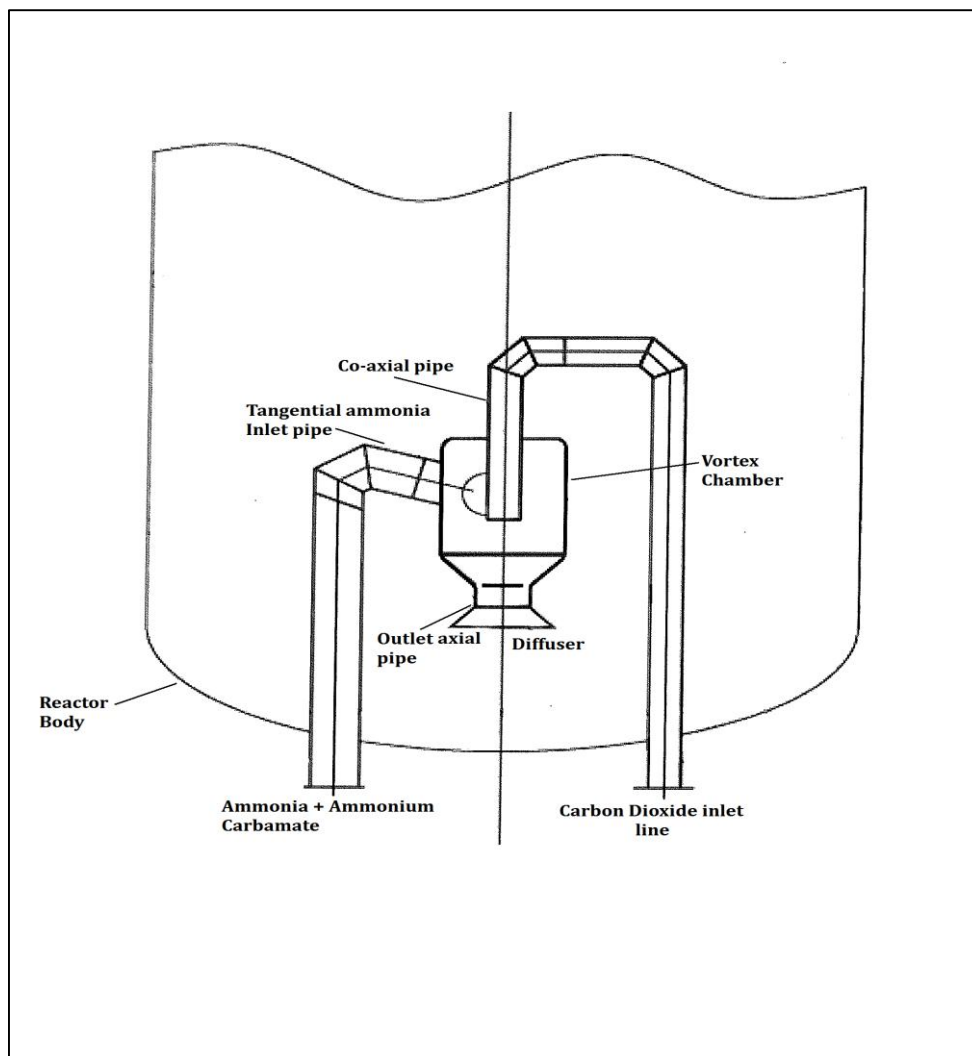 Co-axial pipe
Tangential ammonia
Inlet pipe
Vortex
Chamber
Outlet axial
pipe
Diffuser
Reactor
Body
Ammonia + Ammonium
Carbamate
Carbon Dioxide inlet
line